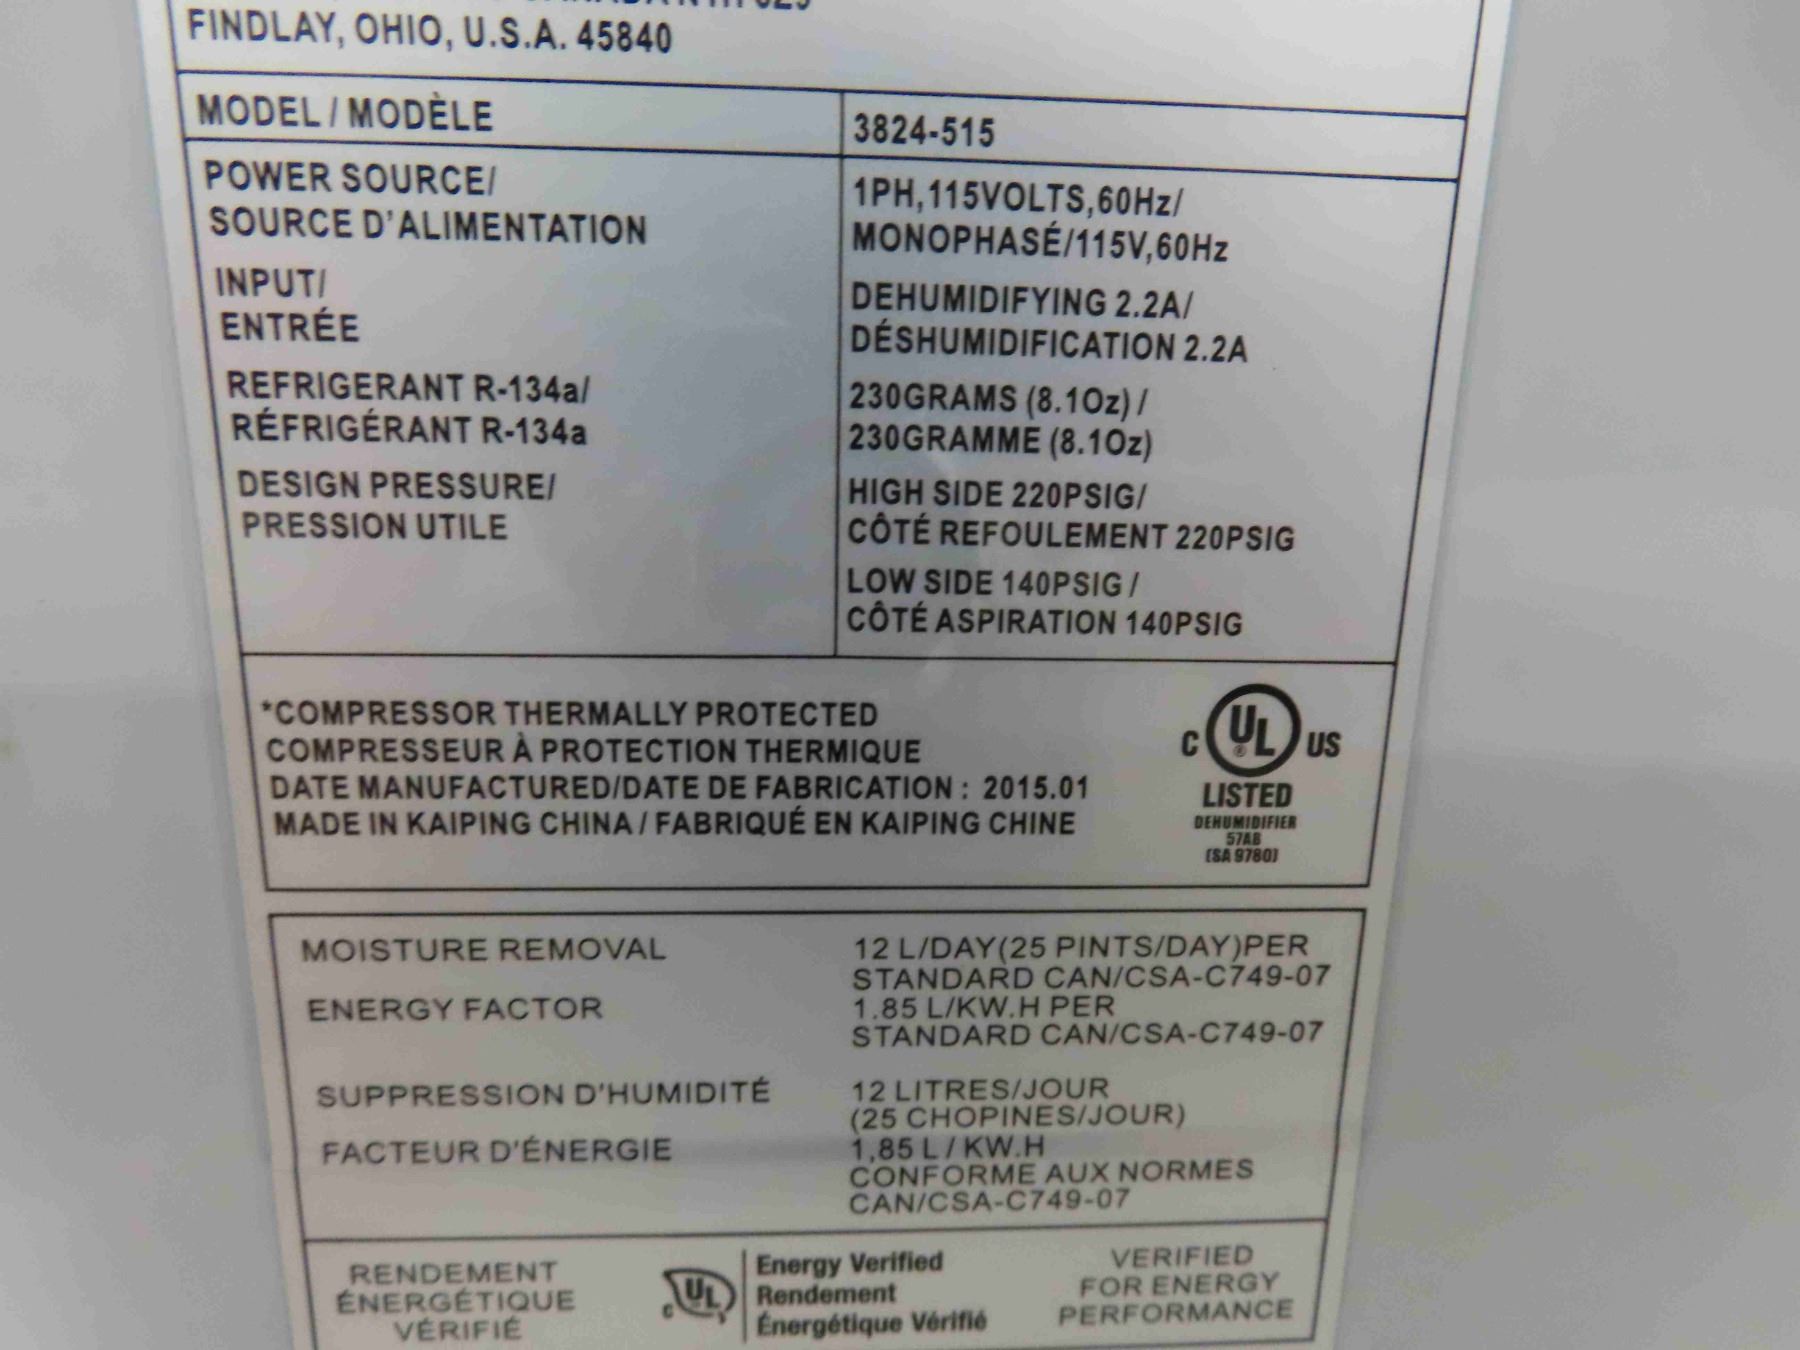 FINDLAY, OHIO, U.S.A. 45840
MODEL / MODÈLE
3824-515
POWER SOURCE/
SOURCE D'ALIMENTATION
1PH,115VOLTS,60Hz/
MONOPHASÉ/115V,60Hz
INPUT/
ENTRÉE
DEHUMIDIFYING 2.2A/
DÉSHUMIDIFICATION 2.2A
REFRIGERANT R-134a/
RÉFRIGÉRANT R-134a
230GRAMS (8.1Oz) /
230GRAMME (8.1Oz)
DESIGN PRESSURE/
PRESSION UTILE
HIGH SIDE 220PSIG/
CÔTÉ REFOULEMENT 220PSIG
LOW SIDE 140PSIG /
CÔTÉ ASPIRATION 140PSIG
*COMPRESSOR THERMALLY PROTECTED
COMPRESSEUR À PROTECTION THERMIQUE
DATE MANUFACTURED/DATE DE FABRICATION : 2015.01
MADE IN KAIPING CHINA / FABRIQUÉ EN KAIPING CHINE
C UL ® US
LISTED
DEHUMIDIFIER
57AB
(SA 9780)
MOISTURE REMOVAL
12 L/DAY(25 PINTS/DAY)PER
STANDARD CAN/CSA-C749-07
ENERGY FACTOR
1.85 L/KW.H PER
STANDARD CAN/CSA-C749-07
SUPPRESSION D'HUMIDITÉ
12 LITRES/JOUR
(25 CHOPINES/JOUR)
FACTEUR D'ÉNERGIE
1,85 L / KW.H
CONFORME AUX NORMES
CAN/CSA-C749-07
RENDEMENT
ÉNERGÉTIQUE
VÉRIFIÉ
c UL
Energy Verified
Rendement
Énergétique Vérifié
VERIFIED
FOR ENERGY
PERFORMANCE